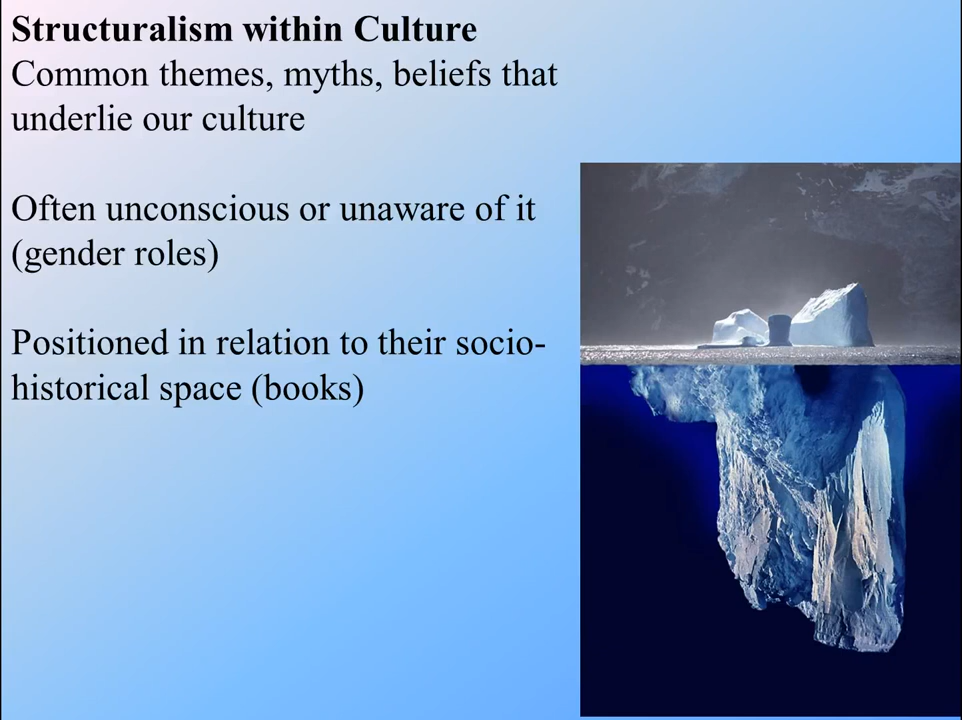 Structuralism within Culture
Common themes, myths, beliefs that
underlie our culture
Often unconscious or unaware of it
(gender roles)
Positioned in relation to their socio-
historical space (books)